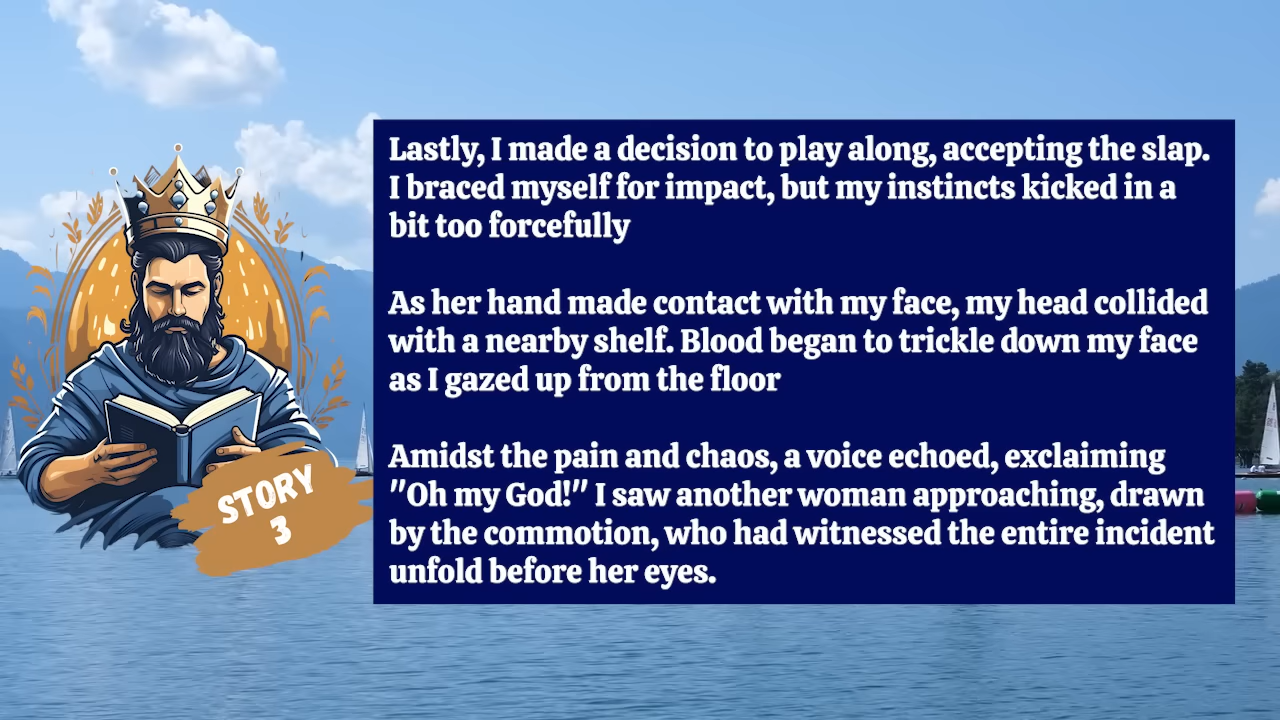 Lastly, I made a decision to play along, accepting the slap.
I braced myself for impact, but my instincts kicked in a
bit too forcefully
As her hand made contact with my face, my head collided
with a nearby shelf. Blood began to trickle down my face
as I gazed up from the floor
Amidst the pain and chaos, a voice echoed, exclaiming
"Oh my God!" I saw another woman approaching, drawn
by the commotion, who had witnessed the entire incident
unfold before her eyes.
STORY
3